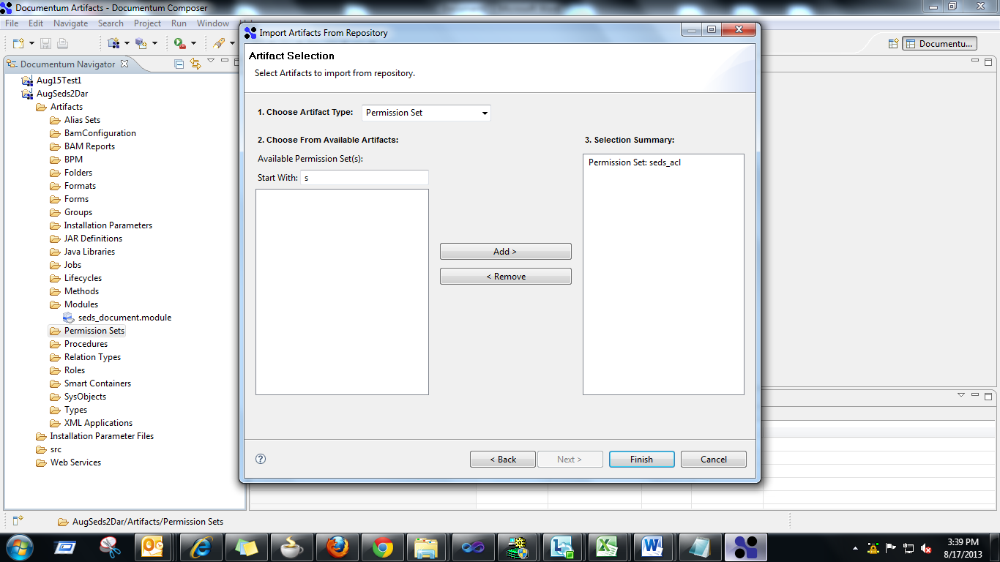 Documentum Artifacts - Documentum Composer
File Edit Navigate Search Project Run Window
Documentu...
Documentum Navigator
Aug15Test1
AugSeds2Dar
Artifacts
Alias Sets
BamConfiguration
BAM Reports
BPM
Folders
Formats
Forms
Groups
Installation Parameters
JAR Definitions
Java Libraries
Jobs
Lifecycles
Methods
Modules
seds_document.module
Permission Sets
Procedures
Relation Types
Roles
Smart Containers
SysObjects
Types
XML Applications
Installation Parameter Files
src
Web Services
Import Artifacts From Repository
Artifact Selection
Select Artifacts to import from repository.
1. Choose Artifact Type: Permission Set
2. Choose From Available Artifacts:
Available Permission Set(s):
Start With: s
Add >
< Remove
3. Selection Summary:
Permission Set: seds_acl
< Back Next > Finish Cancel
AugSeds2Dar/Artifacts/Permission Sets
3:39 PM
8/17/2013